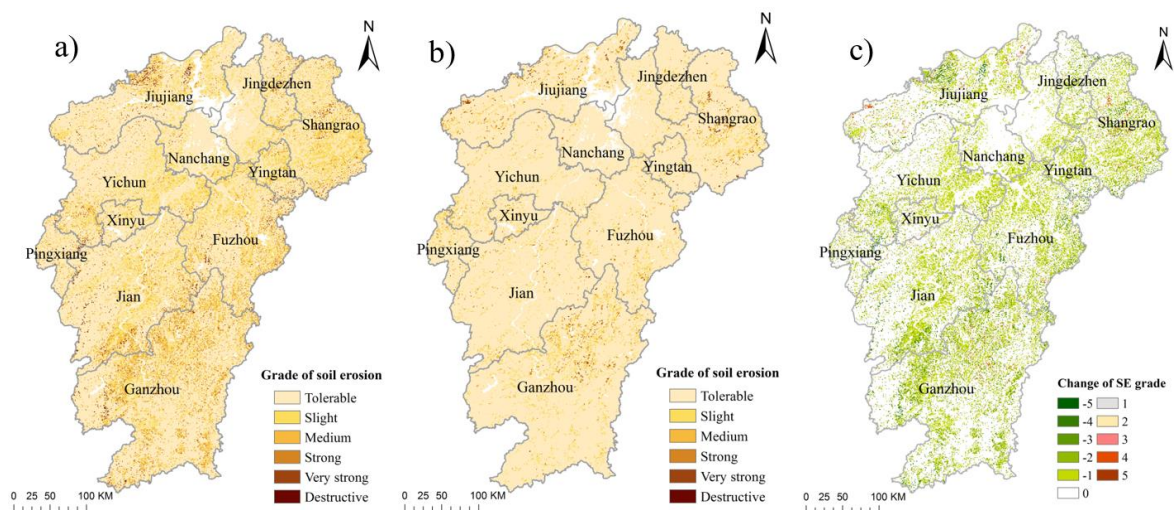 a)
N
Jiujiang
Jingdezhen
Shangrao
Nanchang
Yingtan
Yichun
Xinyu
Fuzhou
Pingxiang
Jian
Ganzhou
Grade of soil erosion
Tolerable
Slight
Medium
Strong
Very strong
Destructive
0 25 50 100 KM
b)
N
Jiujiang
Jingdezhen
Shangrao
Nanchang
Yingtan
Yichun
Xinyu
Fuzhou
Pingxiang
Jian
Ganzhou
Grade of soil erosion
Tolerable
Slight
Medium
Strong
Very strong
Destructive
0 25 50 100 KM
c)
N
Jiujiang
Jingdezhen
Shangrao
Nanchang
Yingtan
Yichun
Xinyu
Fuzhou
Pingxiang
Jian
Ganzhou
Change of SE grade
-5 1
-4 2
-3 3
-2 4
-1 5
0
0 25 50 100 KM